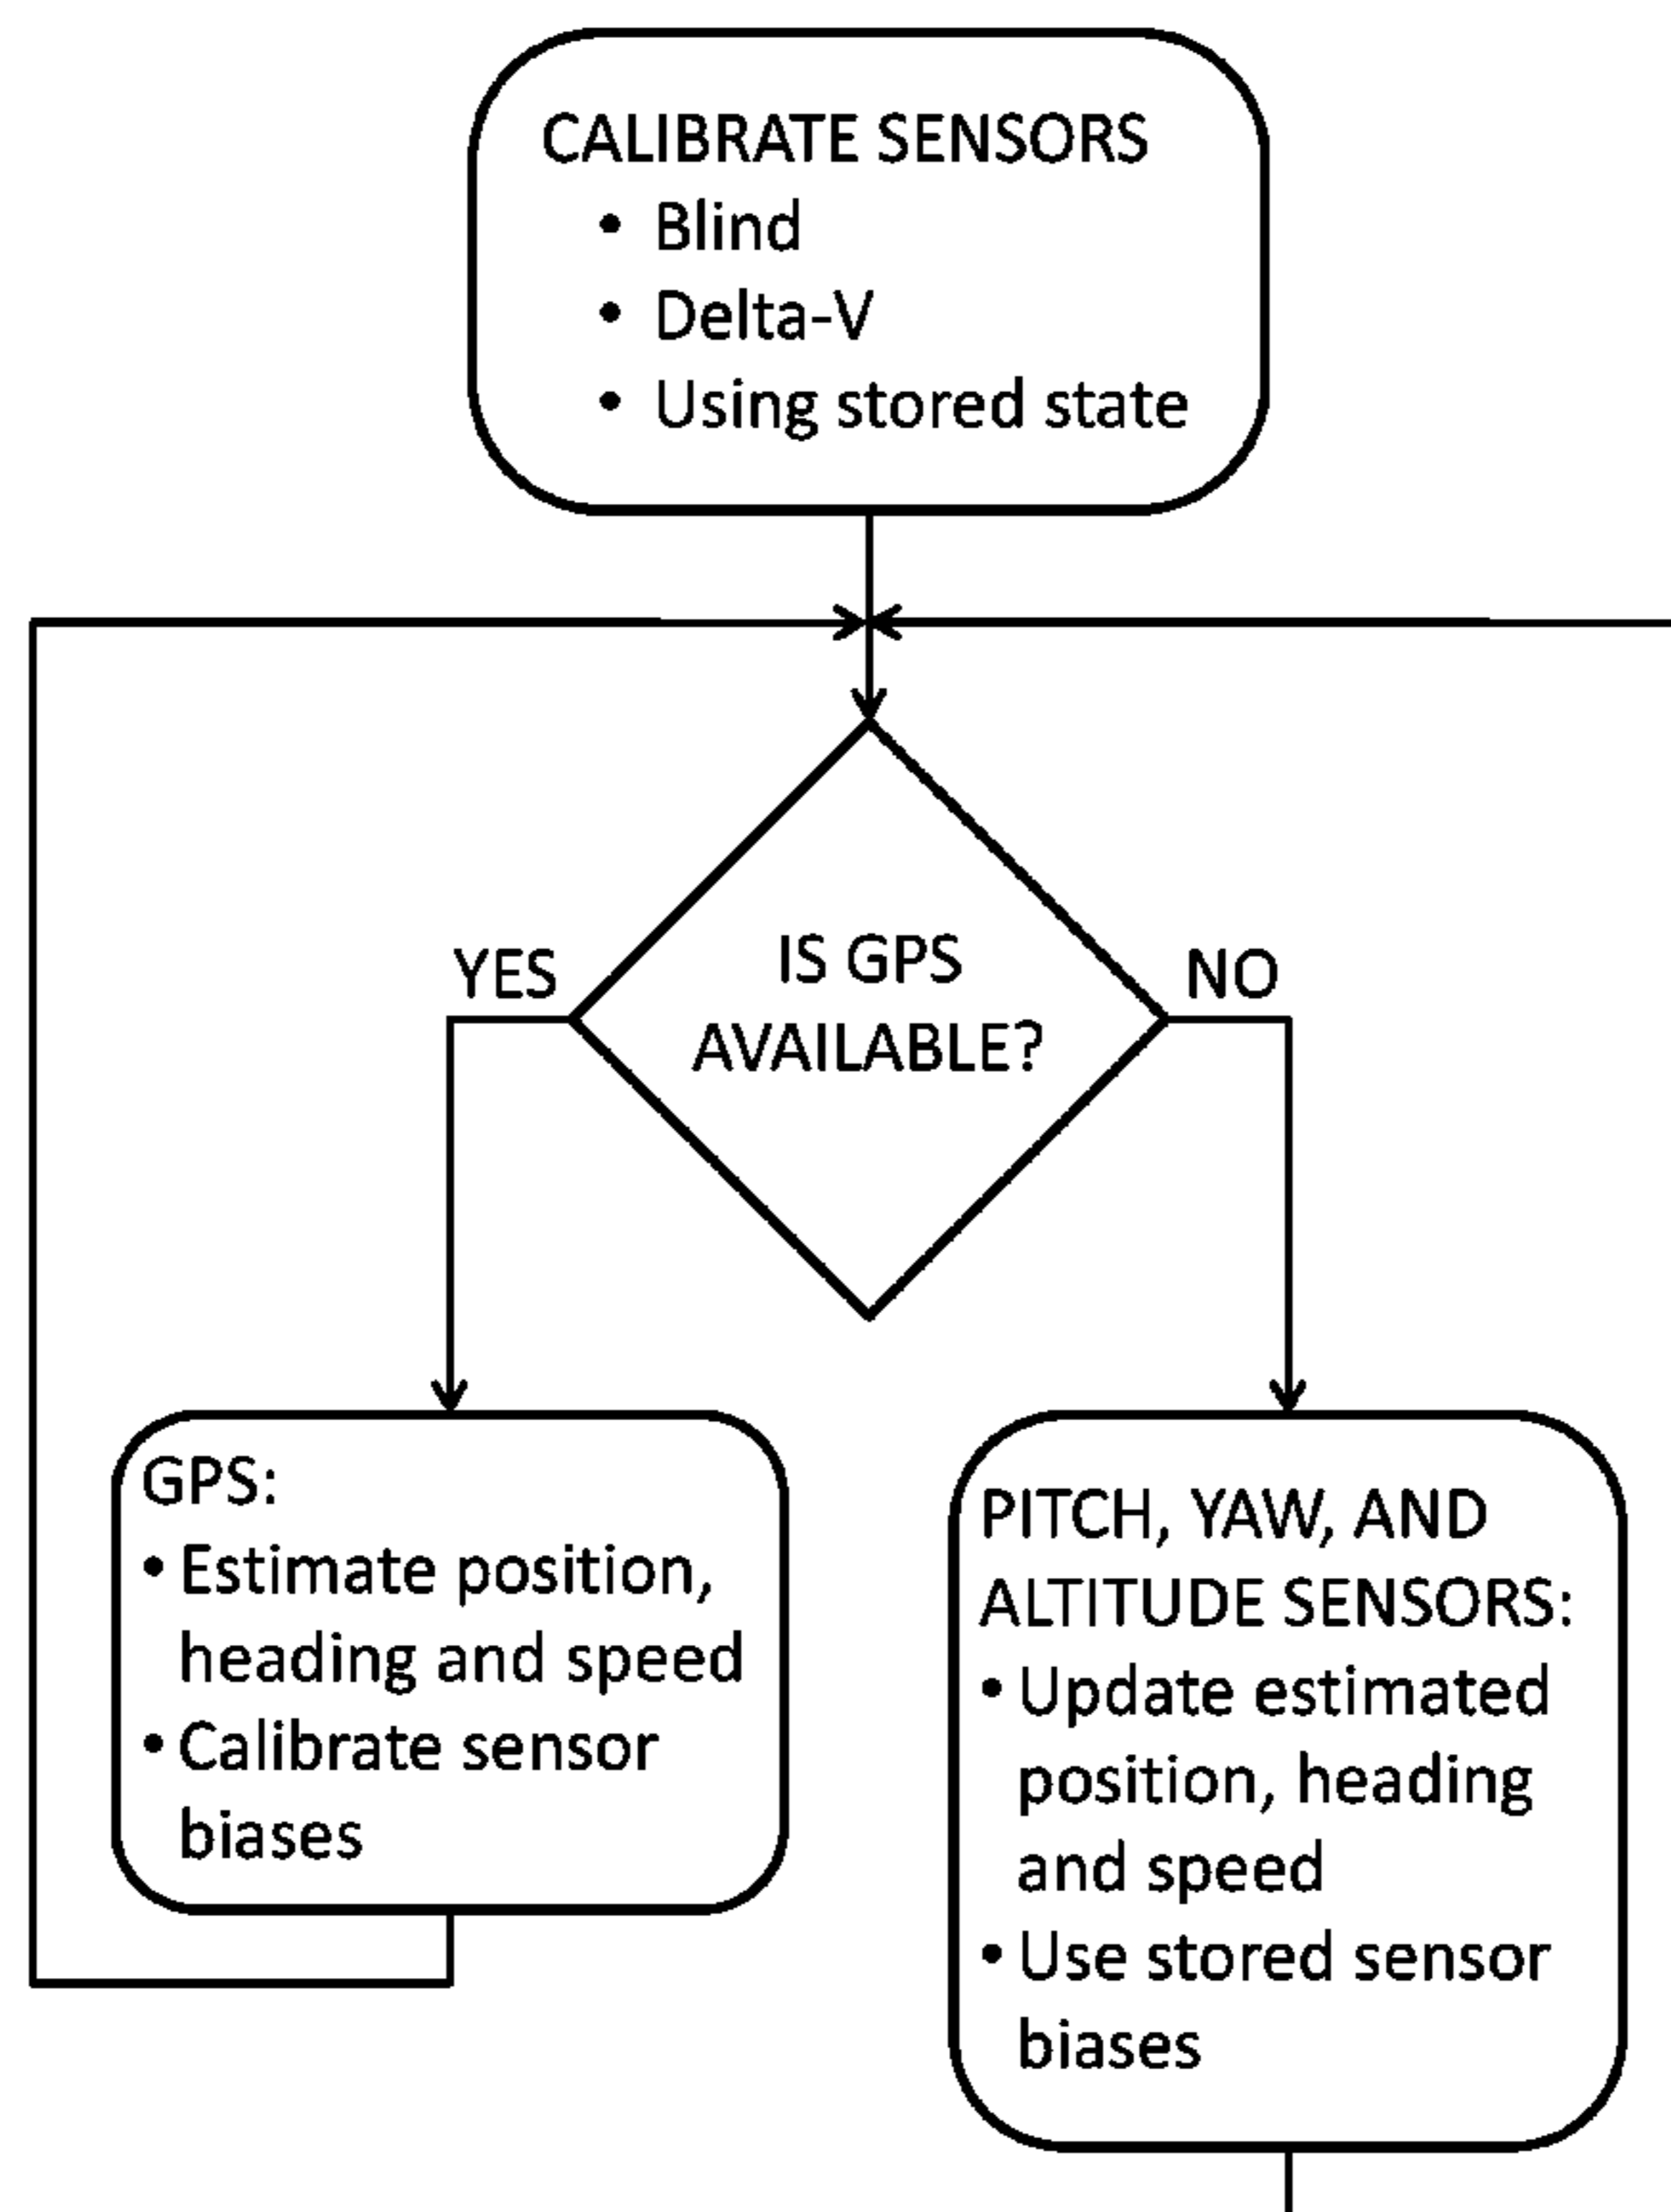 CALIBRATE SENSORS
• Blind
• Delta-V
• Using stored state
YES
IS GPS
AVAILABLE?
NO
GPS:
• Estimate position,
heading and speed
• Calibrate sensor
biases
PITCH, YAW, AND
ALTITUDE SENSORS:
• Update estimated
position, heading
and speed
• Use stored sensor
biases